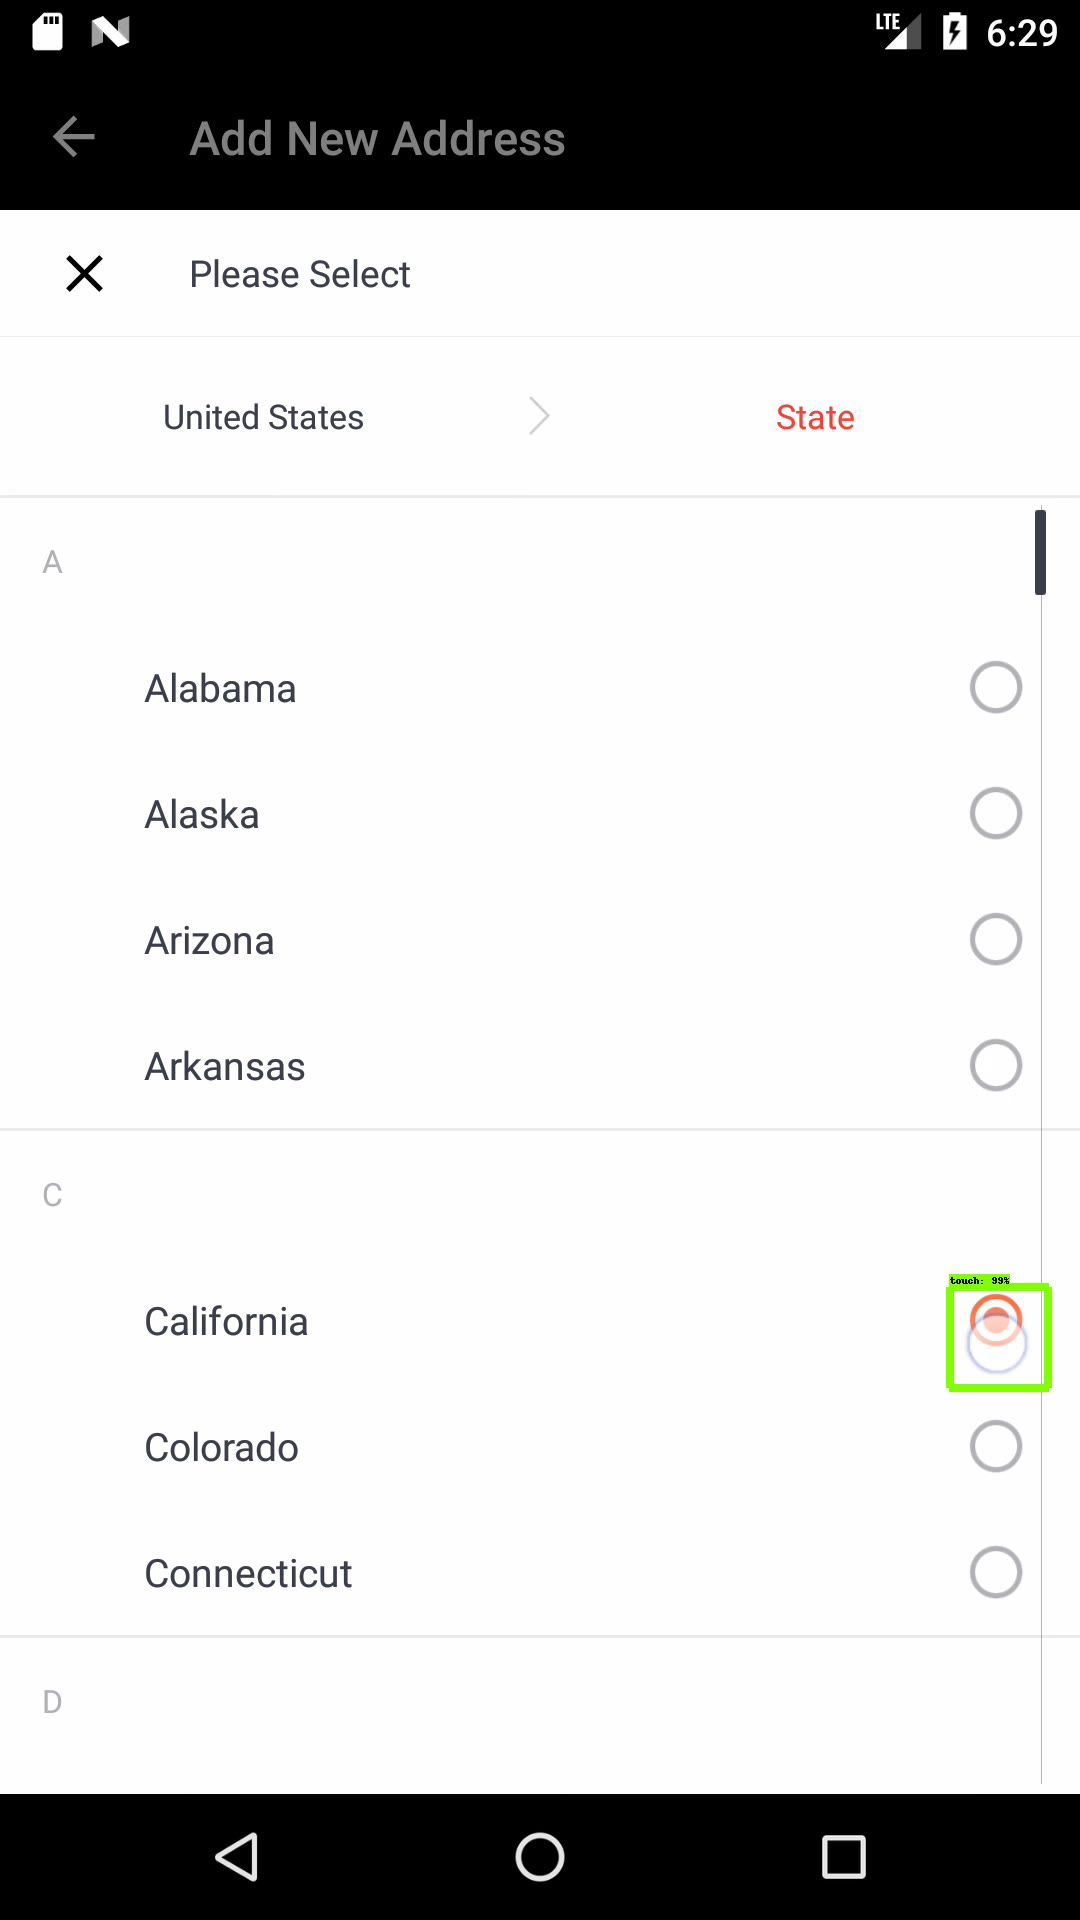 LTE 6:29
Add New Address
Please Select
United States State
A
Alabama
Alaska
Arizona
Arkansas
C
touch: 99%
California
Colorado
Connecticut
D